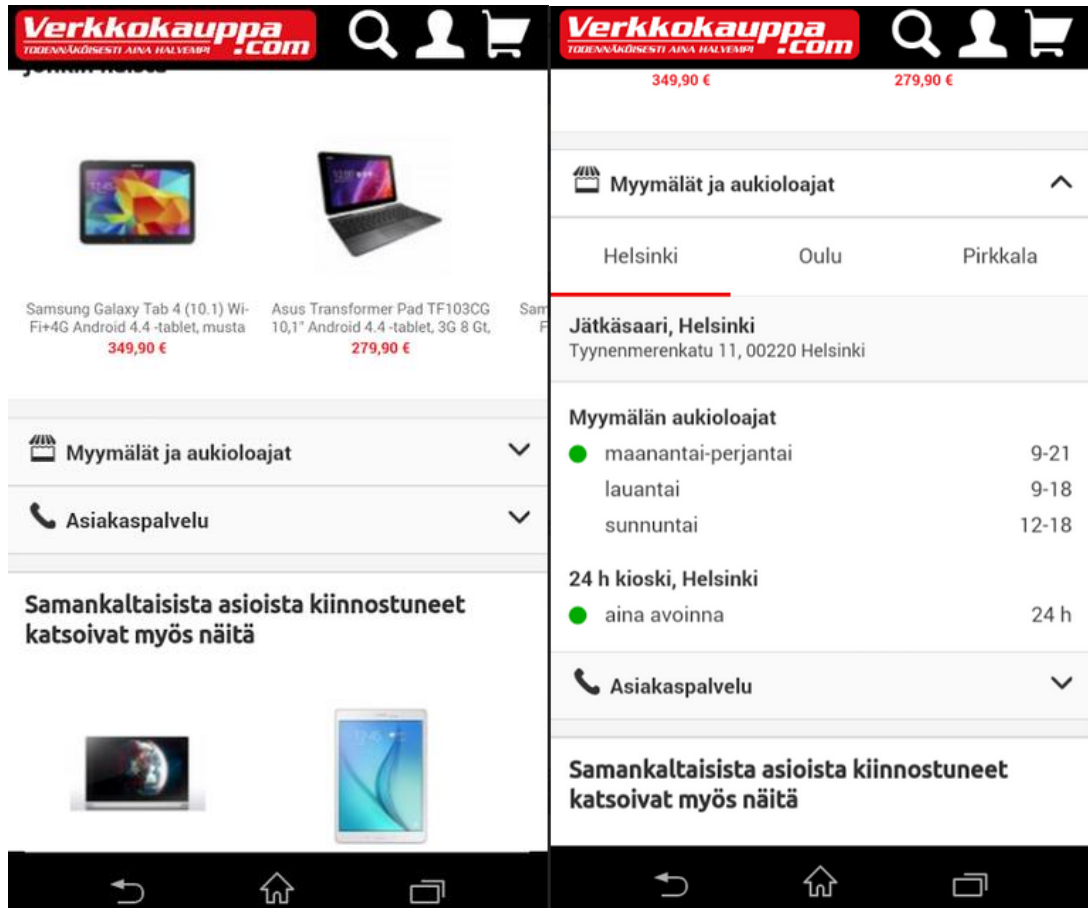 Verkkokauppa
.com
TODENNÄKÖISESTI AINA HALVEMPI
Samsung Galaxy Tab 4 (10.1) Wi-
Fi+4G Android 4.4 -tablet, musta
349,90 €
Asus Transformer Pad TF103CG
10,1" Android 4.4 -tablet, 3G 8 Gt,
279,90 €
Sam
F
Myymälät ja aukioloajat
Asiakaspalvelu
Samankaltaisista asioista kiinnostuneet
katsoivat myös näitä
Verkkokauppa
.com
TODENNÄKÖISESTI AINA HALVEMPI
349,90 € 279,90 €
Myymälät ja aukioloajat
Helsinki Oulu Pirkkala
Jätkäsaari, Helsinki
Tyynenmerenkatu 11, 00220 Helsinki
Myymälän aukioloajat
maanantai-perjantai 9-21
lauantai 9-18
sunnuntai 12-18
24 h kioski, Helsinki
aina avoinna 24 h
Asiakaspalvelu
Samankaltaisista asioista kiinnostuneet
katsoivat myös näitä